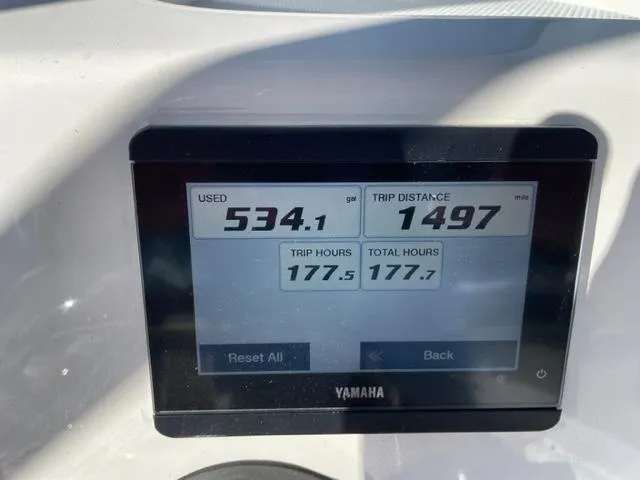 USED gal TRIP DISTANCE mile
534.1 1497
TRIP HOURS TOTAL HOURS
177.5 177.7
Reset All Back
YAMAHA